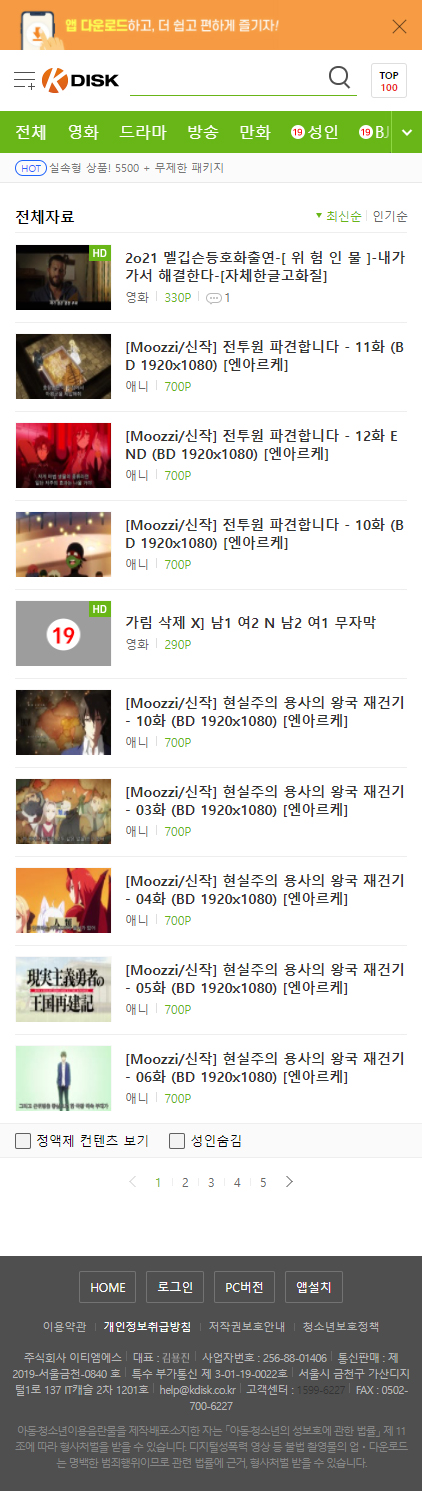 앱 다운로드하고, 더 쉽고 편하게 즐기자!
K DISK
TOP
100
전체 영화 드라마 방송 만화 19 성인 19 BJ
HOT 실속형 상품! 5500 + 무제한 패키지
전체자료 ▼ 최신순 인기순
HD
2o21 멜깁슨등호화출연-[ 위 험 인 물 ]-내가
가서 해결한다-[자체한글고화질]
영화 330P 1
[Moozzi/신작] 전투원 파견합니다 - 11화 (B
D 1920x1080) [엔아르케]
애니 700P
[Moozzi/신작] 전투원 파견합니다 - 12화 E
ND (BD 1920x1080) [엔아르케]
애니 700P
[Moozzi/신작] 전투원 파견합니다 - 10화 (B
D 1920x1080) [엔아르케]
애니 700P
HD
19
가림 삭제 X] 남1 여2 N 남2 여1 무자막
영화 290P
[Moozzi/신작] 현실주의 용사의 왕국 재건기
- 10화 (BD 1920x1080) [엔아르케]
애니 700P
[Moozzi/신작] 현실주의 용사의 왕국 재건기
- 03화 (BD 1920x1080) [엔아르케]
애니 700P
人類
[Moozzi/신작] 현실주의 용사의 왕국 재건기
- 04화 (BD 1920x1080) [엔아르케]
애니 700P
現実主義勇者の
王国再建記
[Moozzi/신작] 현실주의 용사의 왕국 재건기
- 05화 (BD 1920x1080) [엔아르케]
애니 700P
[Moozzi/신작] 현실주의 용사의 왕국 재건기
- 06화 (BD 1920x1080) [엔아르케]
애니 700P
정액제 컨텐츠 보기 성인숨김
1 2 3 4 5
HOME 로그인 PC버전 앱설치
이용약관 개인정보취급방침 저작권보호안내 청소년보호정책
주식회사 이티엠에스 대표 : 김용진 사업자번호 : 256-88-01406 통신판매 : 제
2019-서울금천-0840 호 특수 부가통신 제 3-01-19-0022호 서울시 금천구 가산디지
털1로 137 IT캐슬 2차 1201호 help@kdisk.co.kr 고객센터 : 1599-6227 FAX : 0502-
700-6227
아동·청소년이용음란물을 제작·배포·소지한 자는 「아동·청소년의 성보호에 관한 법률」 제 11
조에 따라 형사처벌을 받을 수 있습니다. 디지털성폭력 영상 등 불법 촬영물의 업・다운로드
는 명백한 범죄행위이므로 관련 법률에 근거, 형사처벌 받을 수 있습니다.